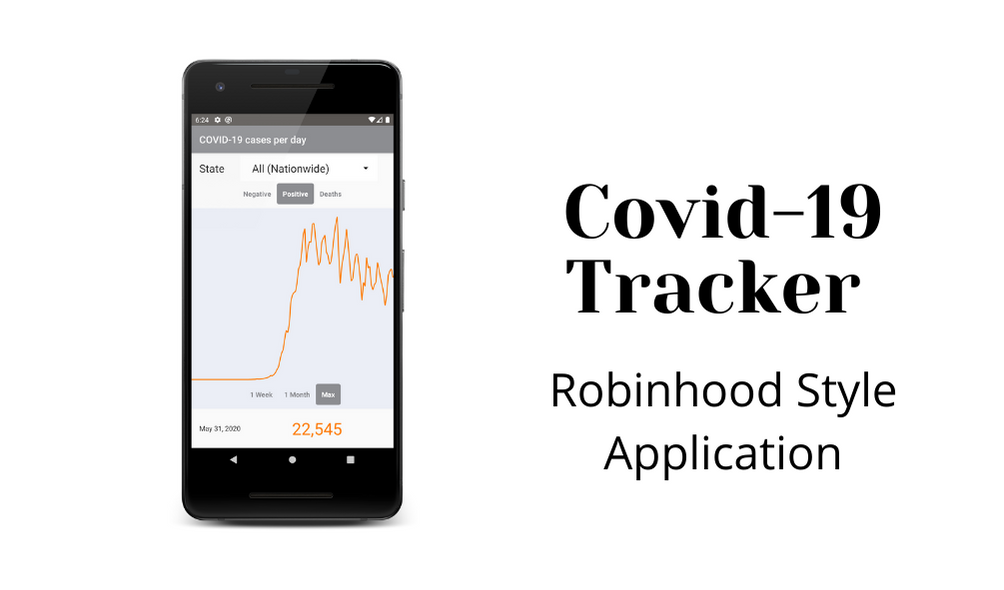 6:24
COVID-19 cases per day
State All (Nationwide)
Negative Positive Deaths
1 Week 1 Month Max
May 31, 2020 22,545
Covid-19
Tracker
Robinhood Style
Application